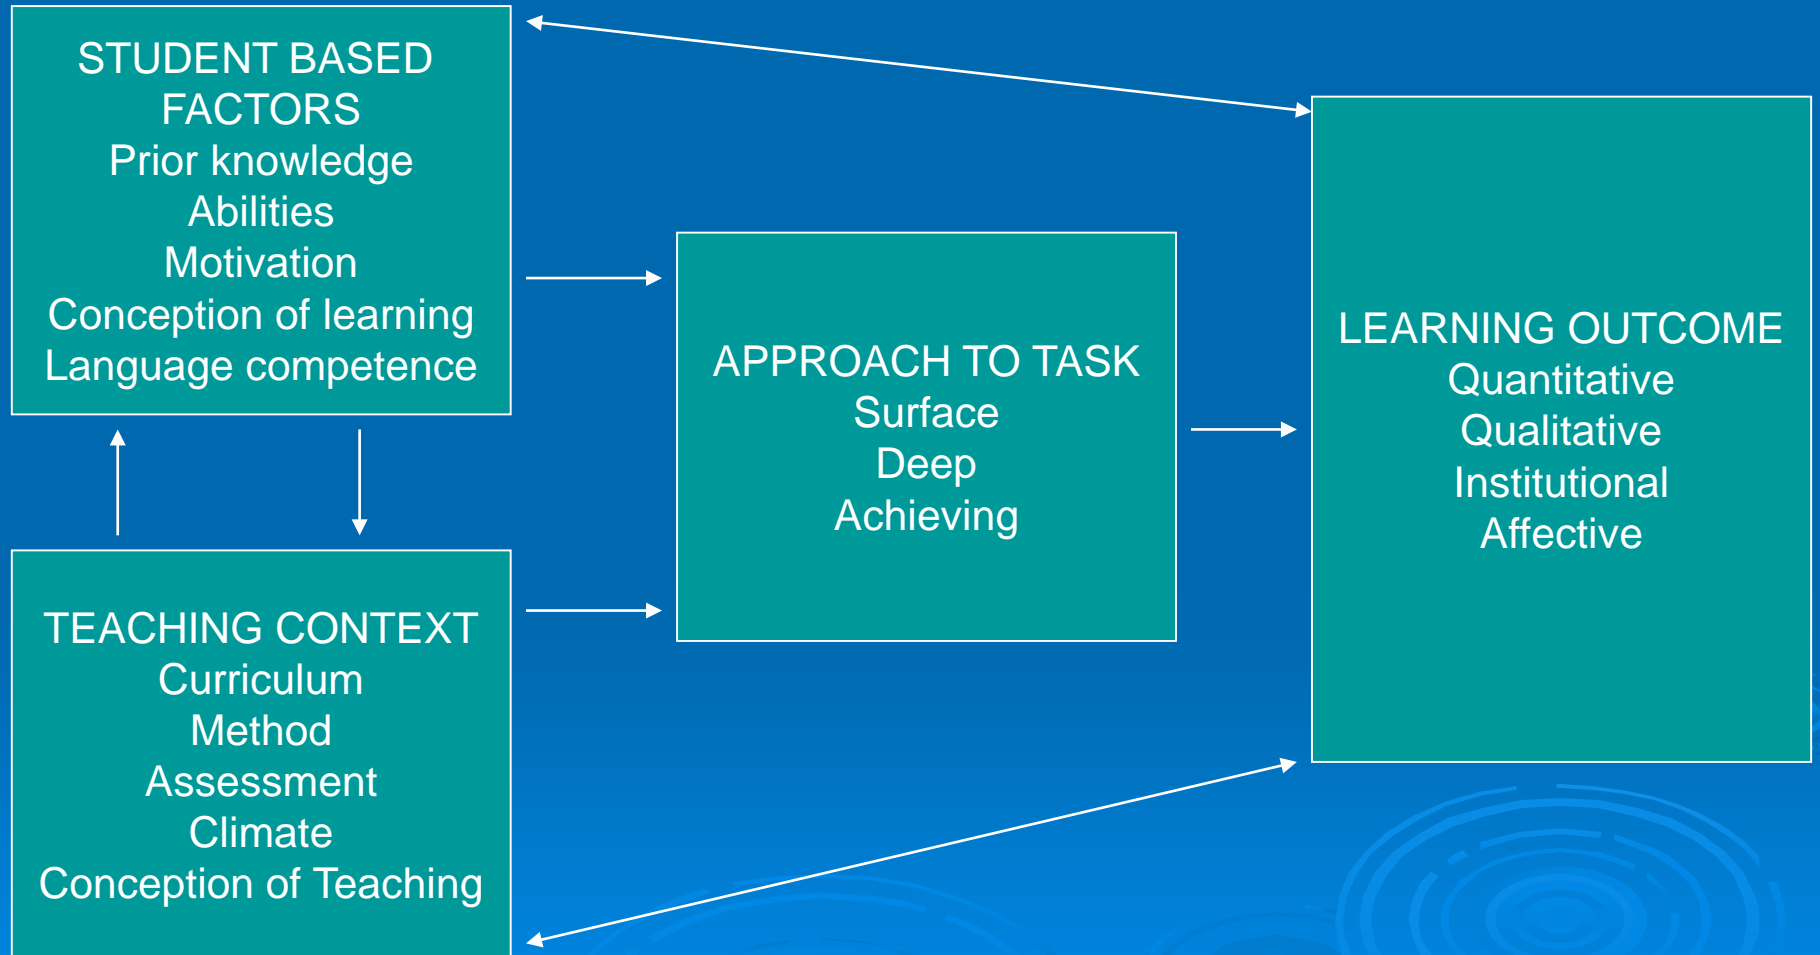 STUDENT BASED
FACTORS
Prior knowledge
Abilities
Motivation
Conception of learning
Language competence
TEACHING CONTEXT
Curriculum
Method
Assessment
Climate
Conception of Teaching
APPROACH TO TASK
Surface
Deep
Achieving
LEARNING OUTCOME
Quantitative
Qualitative
Institutional
Affective